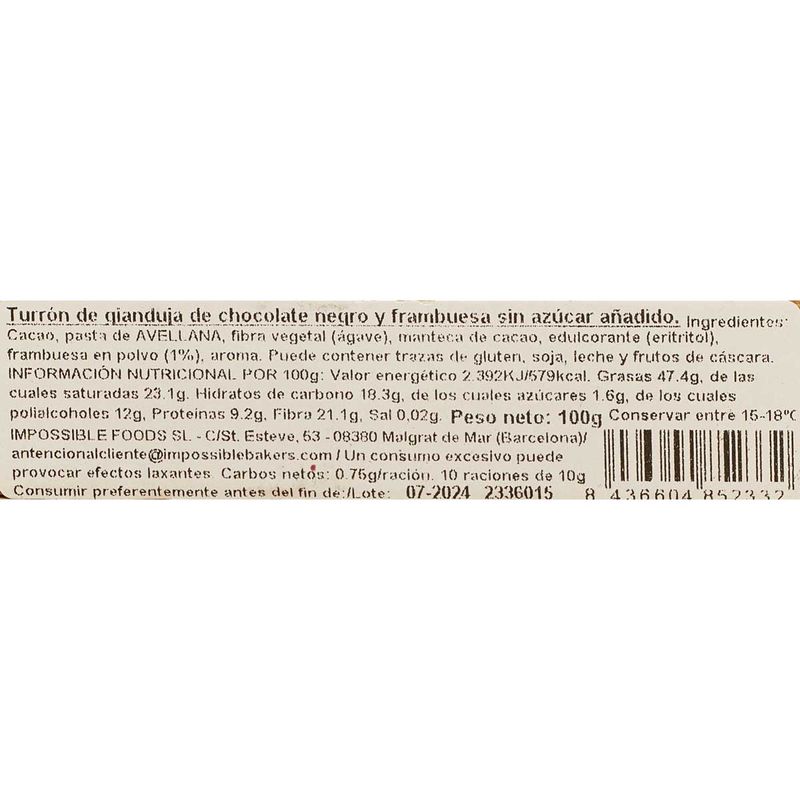 Turrón de gianduja de chocolate negro y frambuesa sin azúcar añadido. Ingredientes:
Cacao, pasta de AVELLANA, fibra vegetal (ágave), manteca de cacao, edulcorante (eritritol),
frambuesa en polvo (1%), aroma. Puede contener trazas de gluten, soja, leche y frutos de cáscara.
INFORMACIÓN NUTRICIONAL POR 100g: Valor energético 2.392KJ/579kcal. Grasas 47.4g, de las
cuales saturadas 23.1g. Hidratos de carbono 18.3g, de los cuales azúcares 1.6g, de los cuales
polialcoholes 12g, Proteínas 9.2g, Fibra 21.1g, Sal 0,02g. Peso neto: 100g Conservar entre 15-18°C
IMPOSSIBLE FOODS SL. - C/St. Esteve, 53 - 08380 Malgrat de Mar (Barcelona)/
antencionalcliente@impossiblebakers.com / Un consumo excesivo puede
provocar efectos laxantes. Carbos netos: 0.75g/ración. 10 raciones de 10g
Consumir preferentemente antes del fin de:/Lote: 07-2024 2336015
8 436604 852332